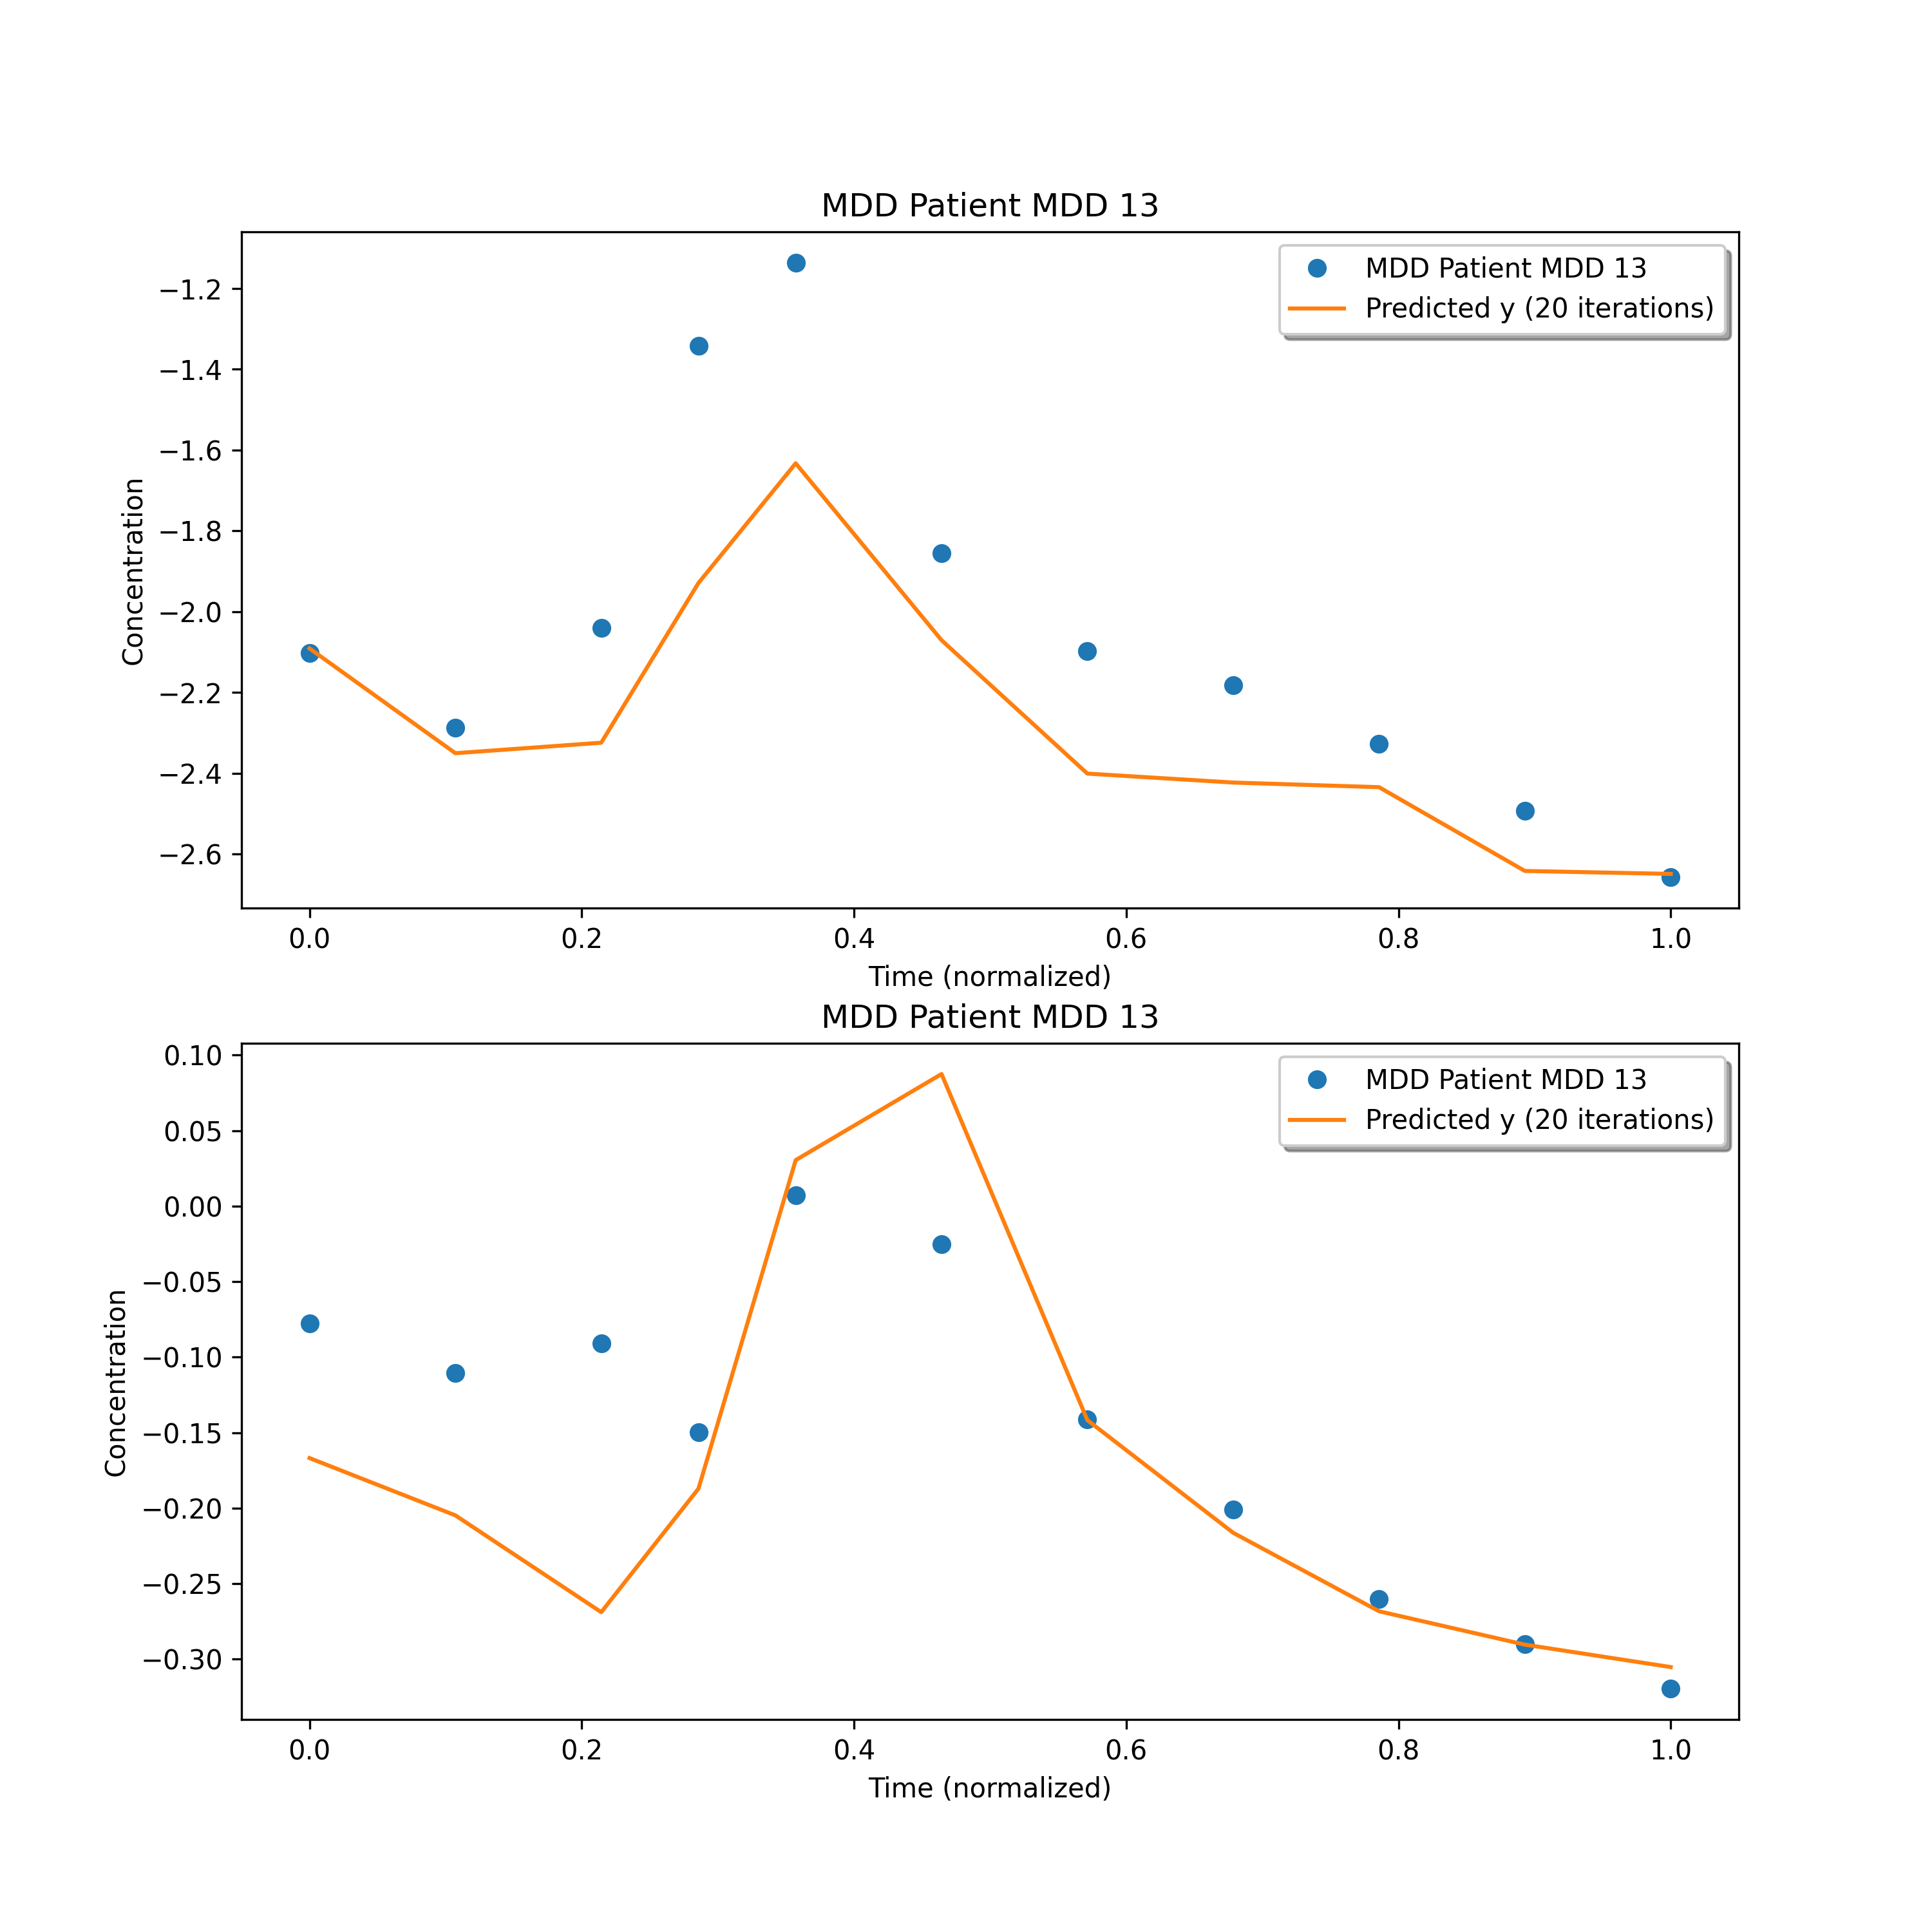 MDD Patient MDD 13
MDD Patient MDD 13
Predicted y (20 iterations)
−1.2
−1.4
−1.6
−1.8
−2.0
−2.2
−2.4
−2.6
Concentration
0.0 0.2 0.4 0.6 0.8 1.0
Time (normalized)
MDD Patient MDD 13
MDD Patient MDD 13
Predicted y (20 iterations)
0.10
0.05
0.00
−0.05
−0.10
−0.15
−0.20
−0.25
−0.30
Concentration
0.0 0.2 0.4 0.6 0.8 1.0
Time (normalized)